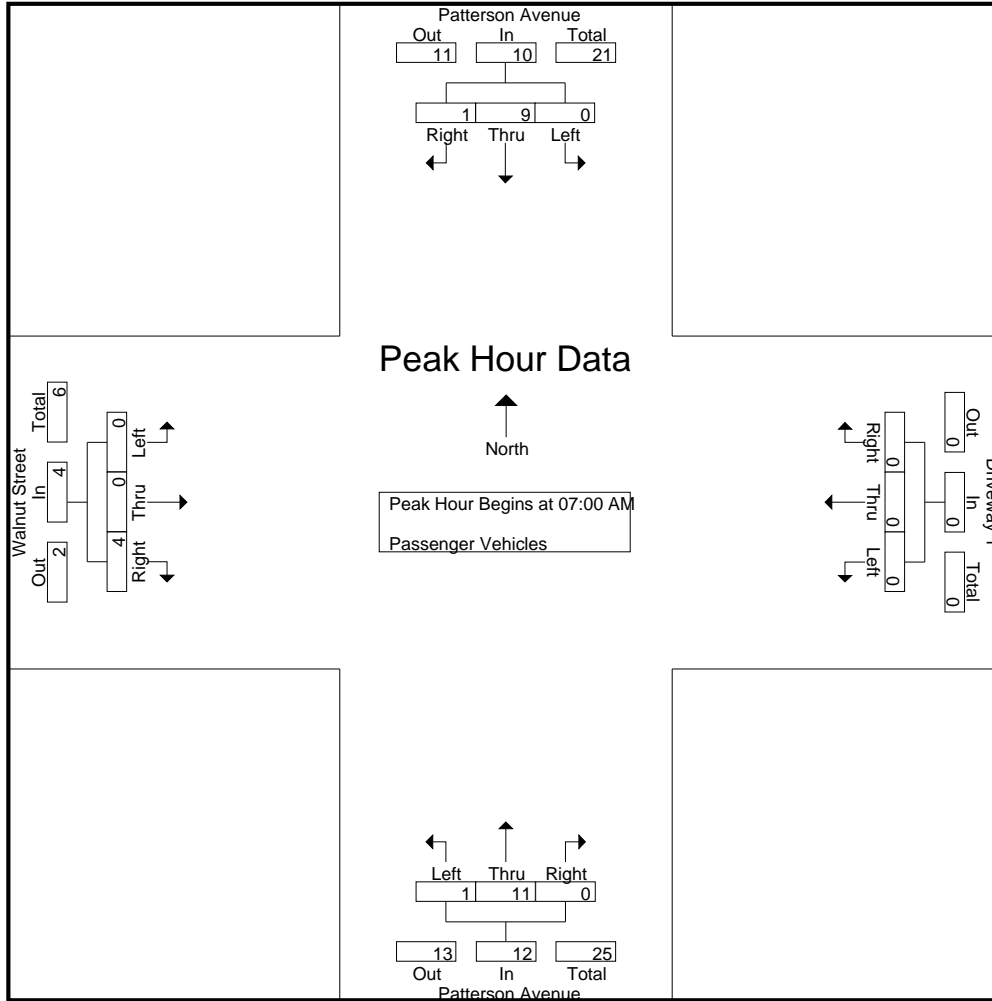 Patterson Avenue
Out In Total
11 10 21
1 9 0
Right Thru Left
Peak Hour Data
North
Peak Hour Begins at 07:00 AM
Passenger Vehicles
Walnut Street
Total In Out
6 4 2
0 0 4
Left Thru Right
Right Thru Left
0 0 0
Out In Total
0 0 0
Left Thru Right
1 11 0
13 12 25
Out In Total
Patterson Avenue